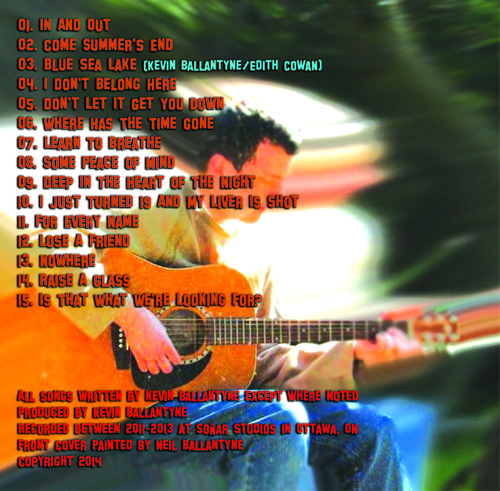 01. IN AND OUT
02. COME SUMMER'S END
03. BLUE SEA LAKE (KEVIN BALLANTYNE/EDITH COWAN)
04. I DON'T BELONG HERE
05. DON'T LET IT GET YOU DOWN
06. WHERE HAS THE TIME GONE
07. LEARN TO BREATHE
08. SOME PEACE OF MIND
09. DEEP IN THE HEART OF THE NIGHT
10. I JUST TURNED 19 AND MY LIVER IS SHOT
11. FOR EVERY NAME
12. LOSE A FRIEND
13. NOWHERE
14. RAISE A GLASS
15. IS THAT WHAT WE'RE LOOKING FOR?
ALL SONGS WRITTEN BY KEVIN BALLANTYNE EXCEPT WHERE NOTED
PRODUCED BY KEVIN BALLANTYNE
RECORDED BETWEEN 2011-2013 AT SOÑAR STUDIOS IN OTTAWA, ON
FRONT COVER PAINTED BY NEIL BALLANTYNE
COPYRIGHT 2014